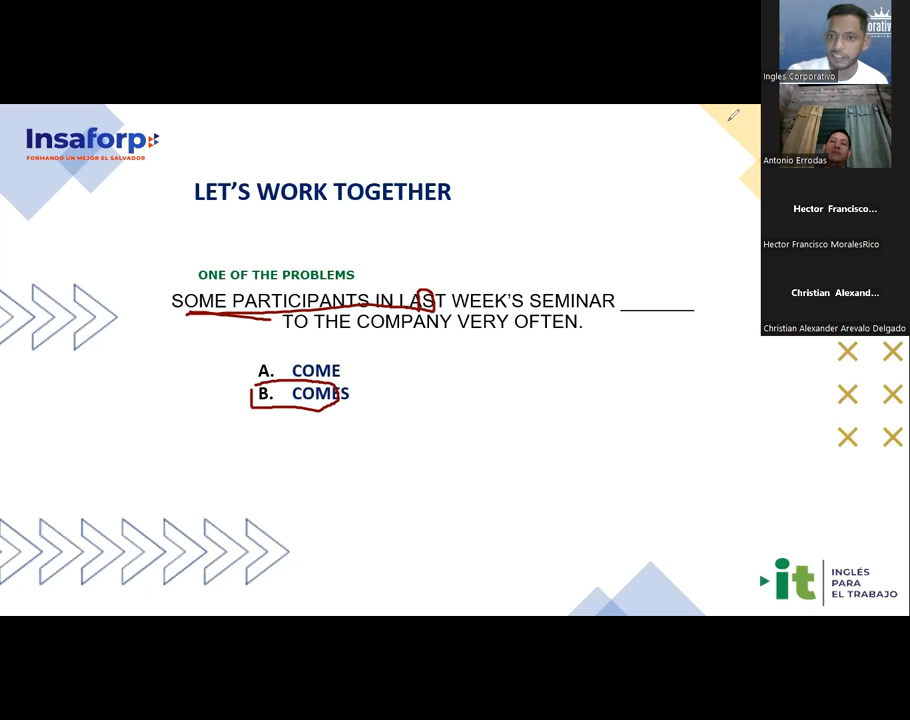 Insaforp
FORMANDO UN MEJOR EL SALVADOR
LET'S WORK TOGETHER
ONE OF THE PROBLEMS
SOME PARTICIPANTS IN LAST WEEK'S SEMINAR _______
TO THE COMPANY VERY OFTEN.
A. COME
B. COMES
it
INGLÉS
PARA
EL TRABAJO
orativ
Ingles Corporativo
Antonio Errodas
Hector Francisco...
Hector Francisco MoralesRico
Christian Alexand...
Christian Alexander Arevalo Delgado